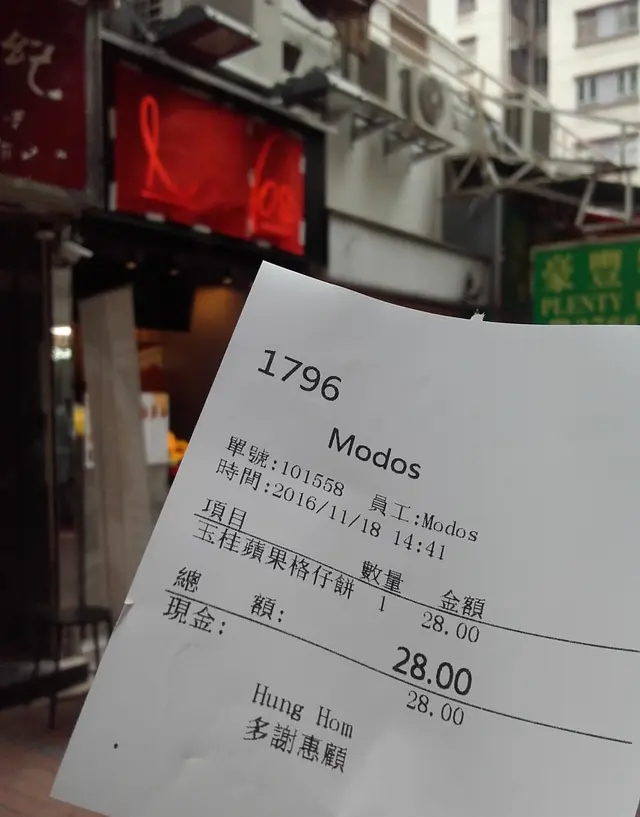 豪豐
PLENTY
1796
Modos
單號:101558 員工:Modos
時間:2016/11/18 14:41
項目 數量 金額
玉桂蘋果格仔餅 1 28.00
總 額: 28.00
現金: 28.00
Hung Hom
多謝惠顧